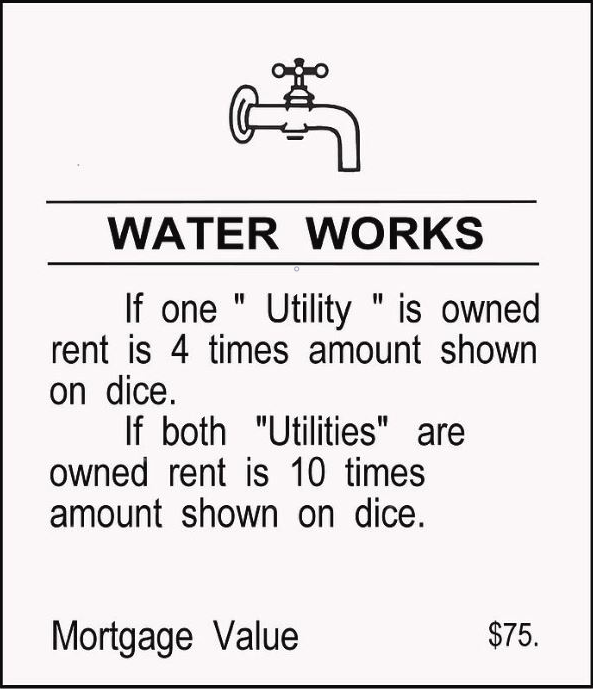 WATER WORKS
If one " Utility " is owned
rent is 4 times amount shown
on dice.
If both "Utilities" are
owned rent is 10 times
amount shown on dice.
Mortgage Value $75.